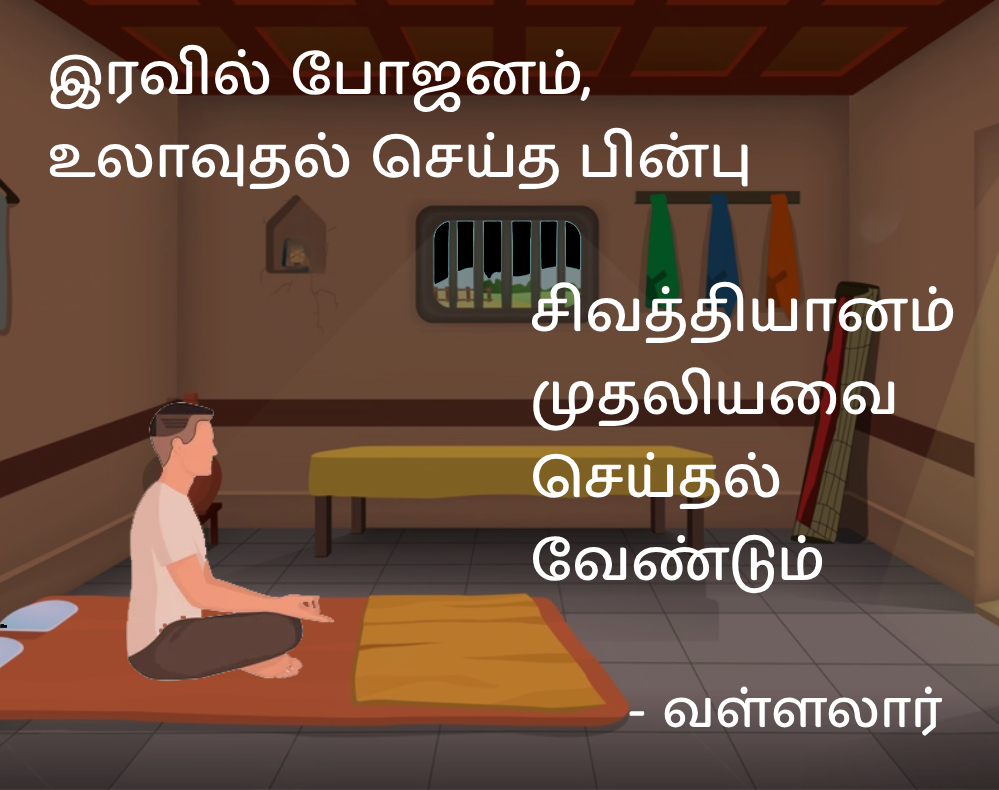 இரவில் போஜனம்,
உலாவுதல் செய்த பின்பு
சிவத்தியானம்
முதலியவை
செய்தல்
வேண்டும்
- வள்ளலார்